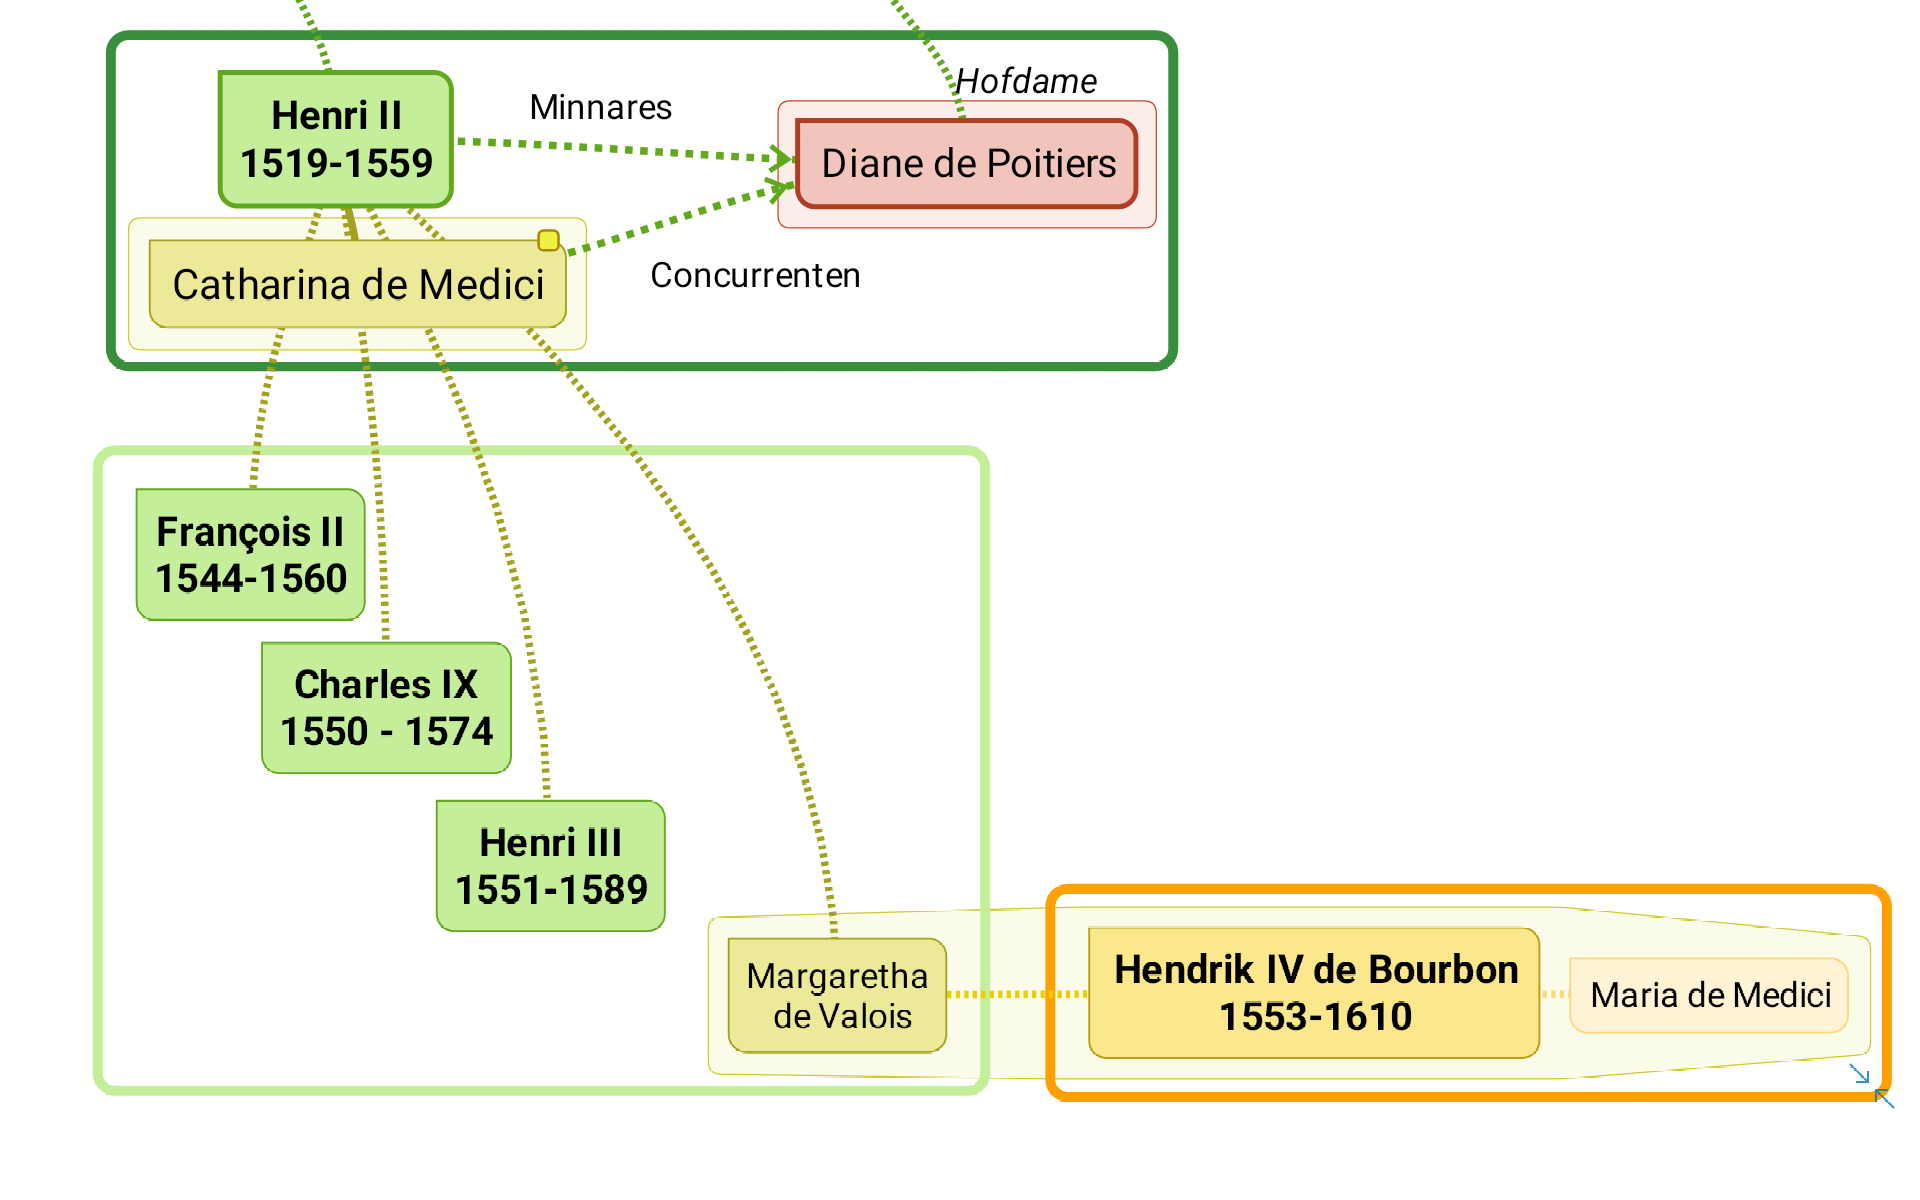 Hofdame
Henri II
1519-1559
Minnares
Diane de Poitiers
Catharina de Medici
Concurrenten
François II
1544-1560
Charles IX
1550 - 1574
Henri III
1551-1589
Margaretha
de Valois
Hendrik IV de Bourbon
1553-1610
Maria de Medici